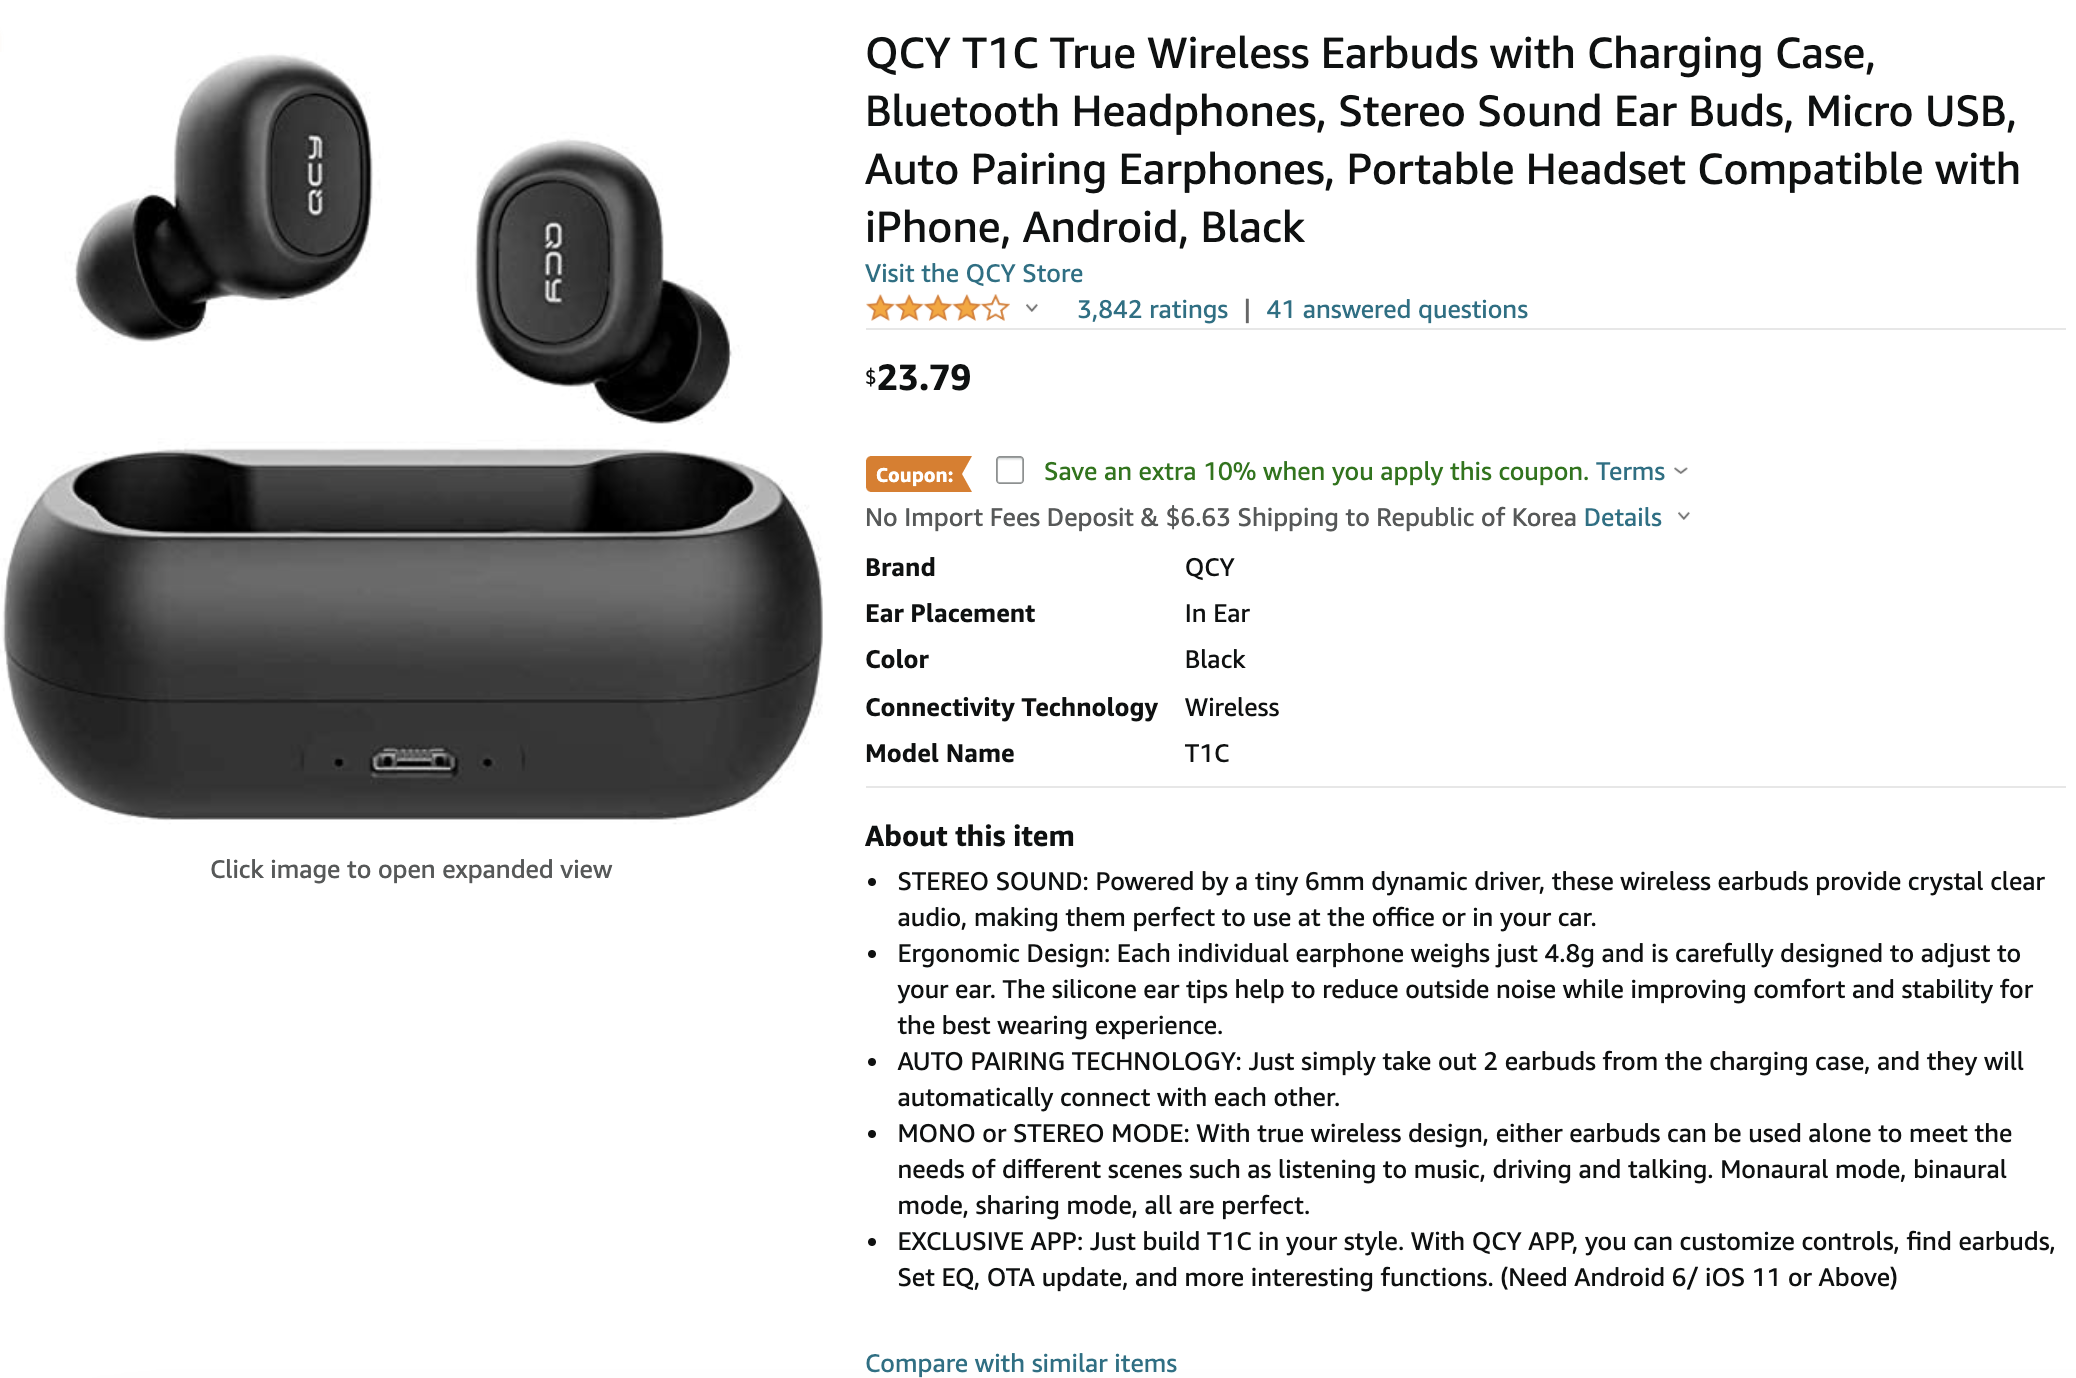 QCY
QCY
Click image to open expanded view
QCY T1C True Wireless Earbuds with Charging Case,
Bluetooth Headphones, Stereo Sound Ear Buds, Micro USB,
Auto Pairing Earphones, Portable Headset Compatible with
iPhone, Android, Black
Visit the QCY Store
3,842 ratings | 41 answered questions
$23.79
Coupon: Save an extra 10% when you apply this coupon. Terms
No Import Fees Deposit & $6.63 Shipping to Republic of Korea Details
Brand QCY
Ear Placement In Ear
Color Black
Connectivity Technology Wireless
Model Name T1C
About this item
• STEREO SOUND: Powered by a tiny 6mm dynamic driver, these wireless earbuds provide crystal clear
audio, making them perfect to use at the office or in your car.
• Ergonomic Design: Each individual earphone weighs just 4.8g and is carefully designed to adjust to
your ear. The silicone ear tips help to reduce outside noise while improving comfort and stability for
the best wearing experience.
• AUTO PAIRING TECHNOLOGY: Just simply take out 2 earbuds from the charging case, and they will
automatically connect with each other.
• MONO or STEREO MODE: With true wireless design, either earbuds can be used alone to meet the
needs of different scenes such as listening to music, driving and talking. Monaural mode, binaural
mode, sharing mode, all are perfect.
• EXCLUSIVE APP: Just build T1C in your style. With QCY APP, you can customize controls, find earbuds,
Set EQ, OTA update, and more interesting functions. (Need Android 6/ iOS 11 or Above)
Compare with similar items